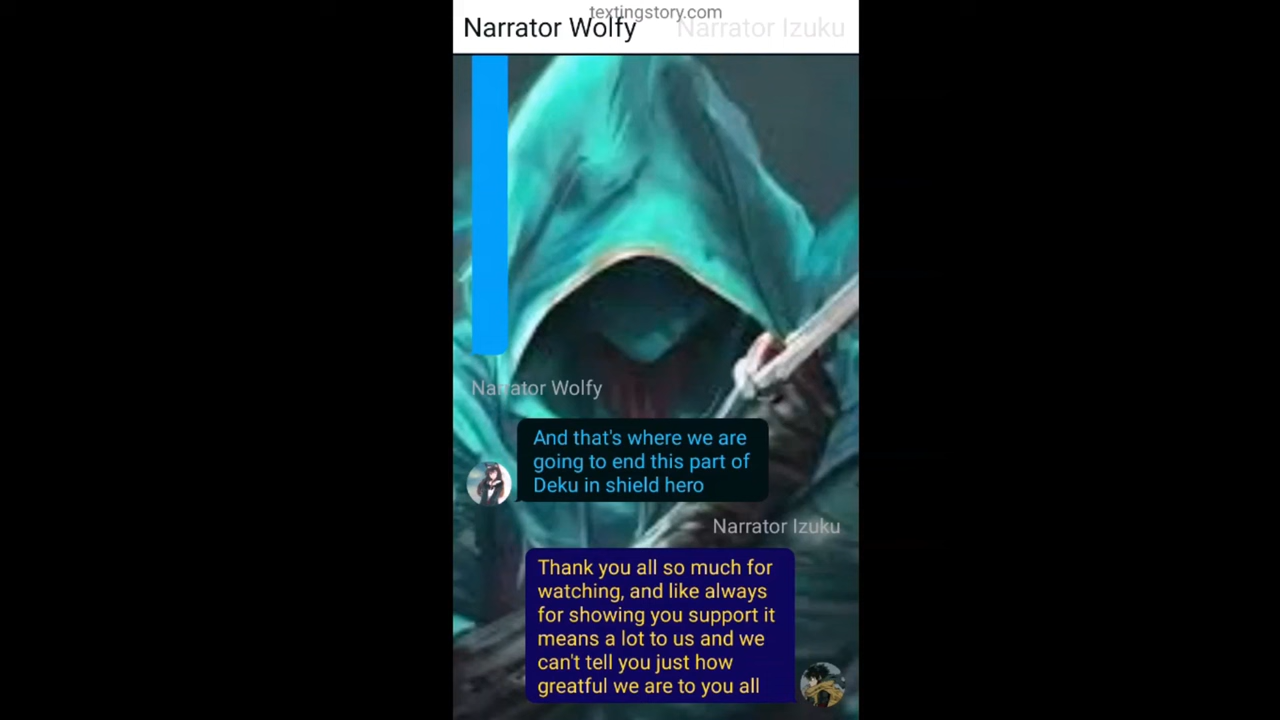 textingstory.com
Narrator Wolfy Narrator Izuku
Narrator Wolfy
And that's where we are
going to end this part of
Deku in shield hero
Narrator Izuku
Thank you all so much for
watching, and like always
for showing you support it
means a lot to us and we
can't tell you just how
greatful we are to you all